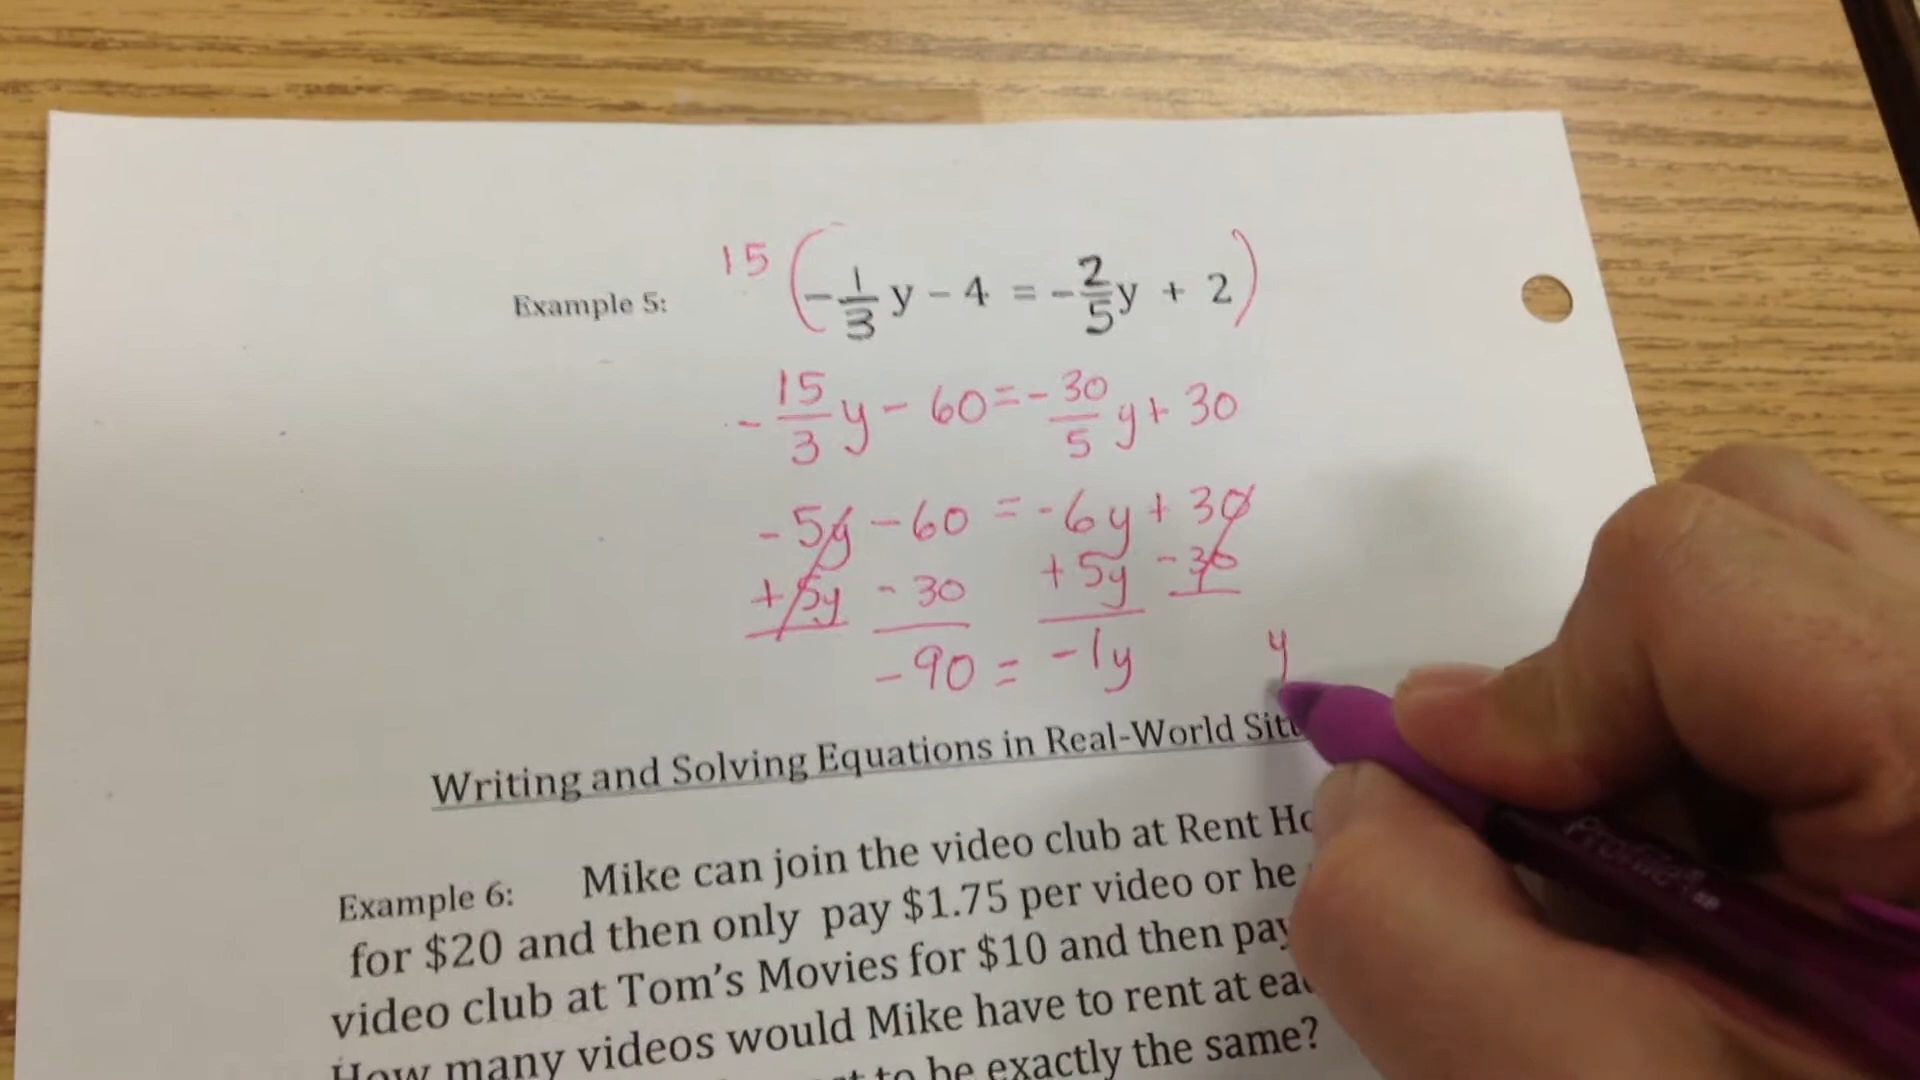 15 (-1/3 y - 4 = -2/5 y + 2)
Example 5:
-15/3 y - 60 = -30/5 y + 30
-5y - 60 = -6y + 30
+5y - 30 +5y - 30
-90 = -1y y
Writing and Solving Equations in Real-World
Example 6: Mike can join the video club at Rent
for $20 and then only pay $1.75 per video or he
video club at Tom's Movies for $10 and then pay
How many videos would Mike have to rent at
to be exactly the same?